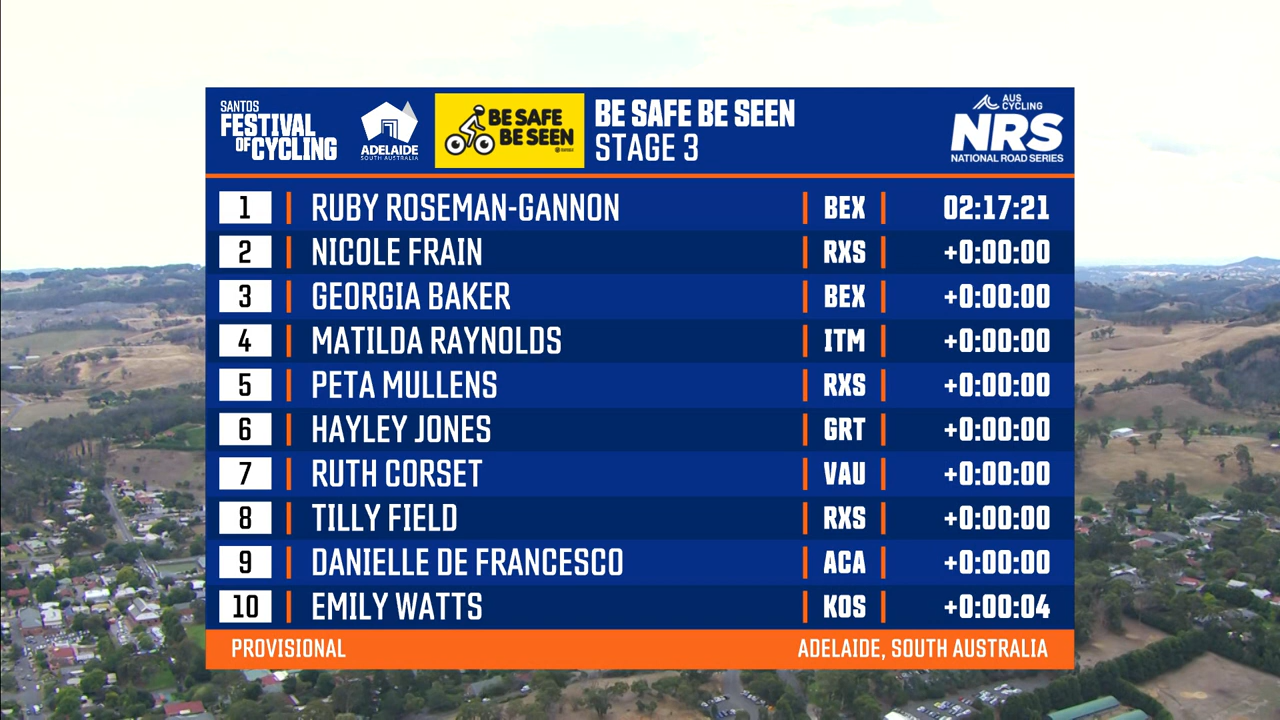 SANTOS
FESTIVAL
OF CYCLING
ADELAIDE
SOUTH AUSTRALIA
BE SAFE
BE SEEN
BE SAFE BE SEEN
STAGE 3
AUS
CYCLING
NRS
NATIONAL ROAD SERIES
1 RUBY ROSEMAN-GANNON BEX 02:17:21
2 NICOLE FRAIN RXS +0:00:00
3 GEORGIA BAKER BEX +0:00:00
4 MATILDA RAYNOLDS ITM +0:00:00
5 PETA MULLENS RXS +0:00:00
6 HAYLEY JONES GRT +0:00:00
7 RUTH CORSET VAU +0:00:00
8 TILLY FIELD RXS +0:00:00
9 DANIELLE DE FRANCESCO ACA +0:00:00
10 EMILY WATTS KOS +0:00:04
PROVISIONAL ADELAIDE, SOUTH AUSTRALIA